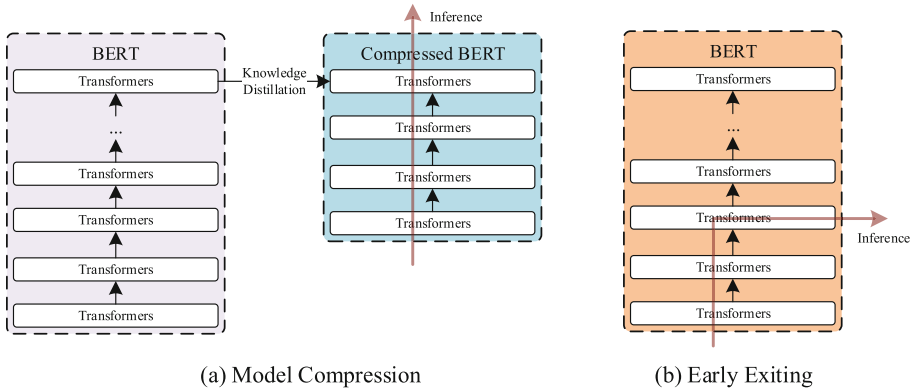 BERT
Transformers
...
Transformers
Transformers
Transformers
Transformers
Knowledge
Distillation
Inference
Compressed BERT
Transformers
Transformers
Transformers
Transformers
(a) Model Compression
BERT
Transformers
...
Transformers
Transformers
Transformers
Transformers
Inference
(b) Early Exiting